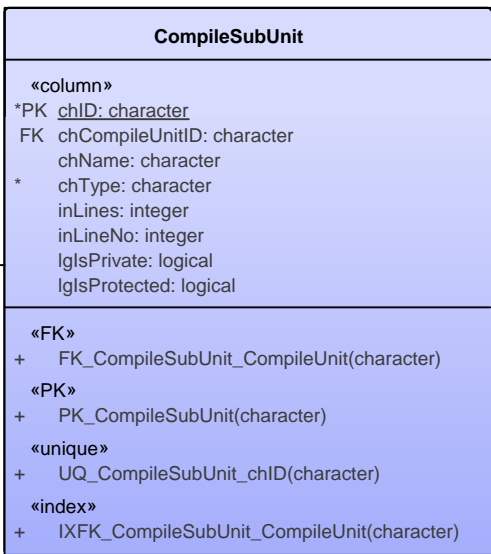 CompileSubUnit
«column»
*PK chID: character
FK chCompileUnitID: character
chName: character
* chType: character
inLines: integer
inLineNo: integer
lgIsPrivate: logical
lgIsProtected: logical
«FK»
+ FK_CompileSubUnit_CompileUnit(character)
«PK»
+ PK_CompileSubUnit(character)
«unique»
+ UQ_CompileSubUnit_chID(character)
«index»
+ IXFK_CompileSubUnit_CompileUnit(character)